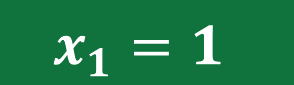 x₁ = 1